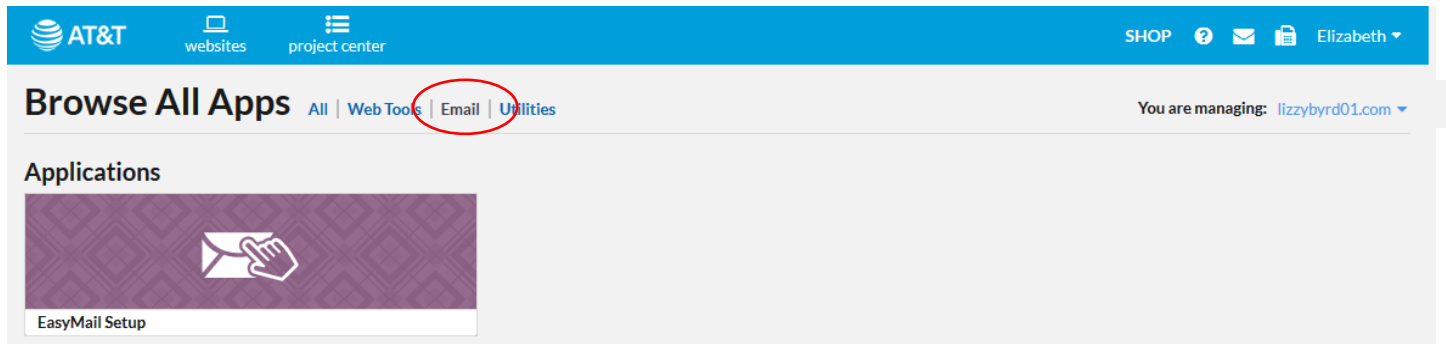 AT&T
websites
project center
SHOP
Elizabeth
Browse All Apps
All | Web Tools | Email | Utilities
You are managing: lizzybyrd01.com
Applications
EasyMail Setup